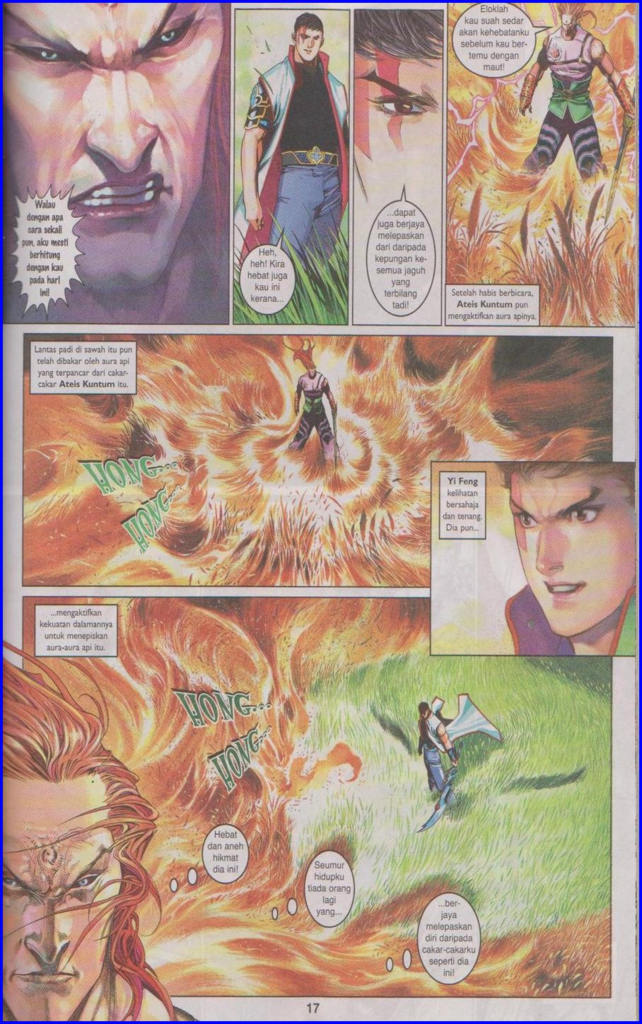 Walau
dengan apa
cara sekali
pun, aku mesti
berhitung
dengan kau
pada hari
ini!
Heh,
heh! Kira
hebat juga
kau ini
kerana...
...dapat
juga berjaya
melepaskan
dari daripada
kepungan ke-
semua jaguh
yang
terbilang
tadi!
Eloklah
kau suah sedar
akan kehebatanku
sebelum kau ber-
temu dengan
maut!
Setelah habis berbicara,
Ateis Kuntum pun
mengaktifkan aura apinya.
Lantas padi di sawah itu pun
telah dibakar oleh aura api
yang terpancar dari cakar-
cakar Ateis Kuntum itu.
HONG...
HONG...
Yi Feng
kelihatan
bersahaja
dan tenang.
Dia pun...
...mengaktifkan
kekuatan dalamannya
untuk menepiskan
aura-aura api itu.
HONG...
HONG...
Hebat
dan aneh
hikmat
dia ini!
Seumur
hidupku
tiada orang
lagi
yang...
...ber-
jaya
melepaskan
diri daripada
cakar-cakarku
seperti dia
ini!
17